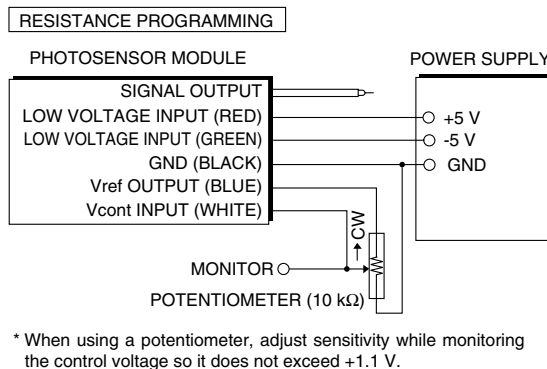 RESISTANCE PROGRAMMING
PHOTOSENSOR MODULE
POWER SUPPLY
SIGNAL OUTPUT
LOW VOLTAGE INPUT (RED)
+5 V
LOW VOLTAGE INPUT (GREEN)
-5 V
GND (BLACK)
GND
Vref OUTPUT (BLUE)
Vcont INPUT (WHITE)
CW
MONITOR
POTENTIOMETER (10 kΩ)
* When using a potentiometer, adjust sensitivity while monitoring
the control voltage so it does not exceed +1.1 V.